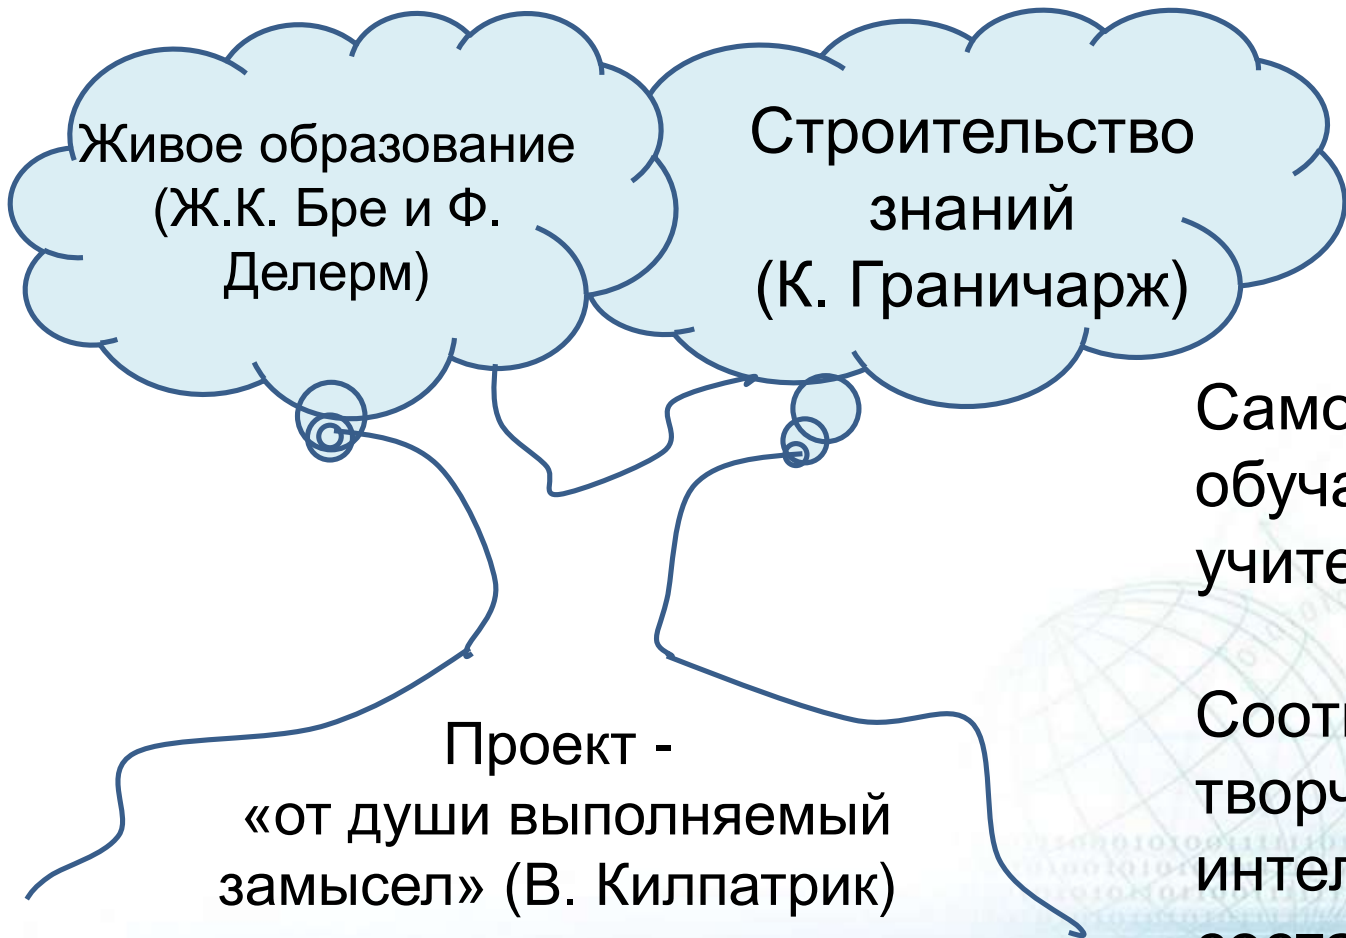 Живое образование
(Ж.К. Бре и Ф.
Делерм)
Строительство
знаний
(К. Граничарж)
Проект -
«от души выполняемый
замысел» (В. Килпатрик)